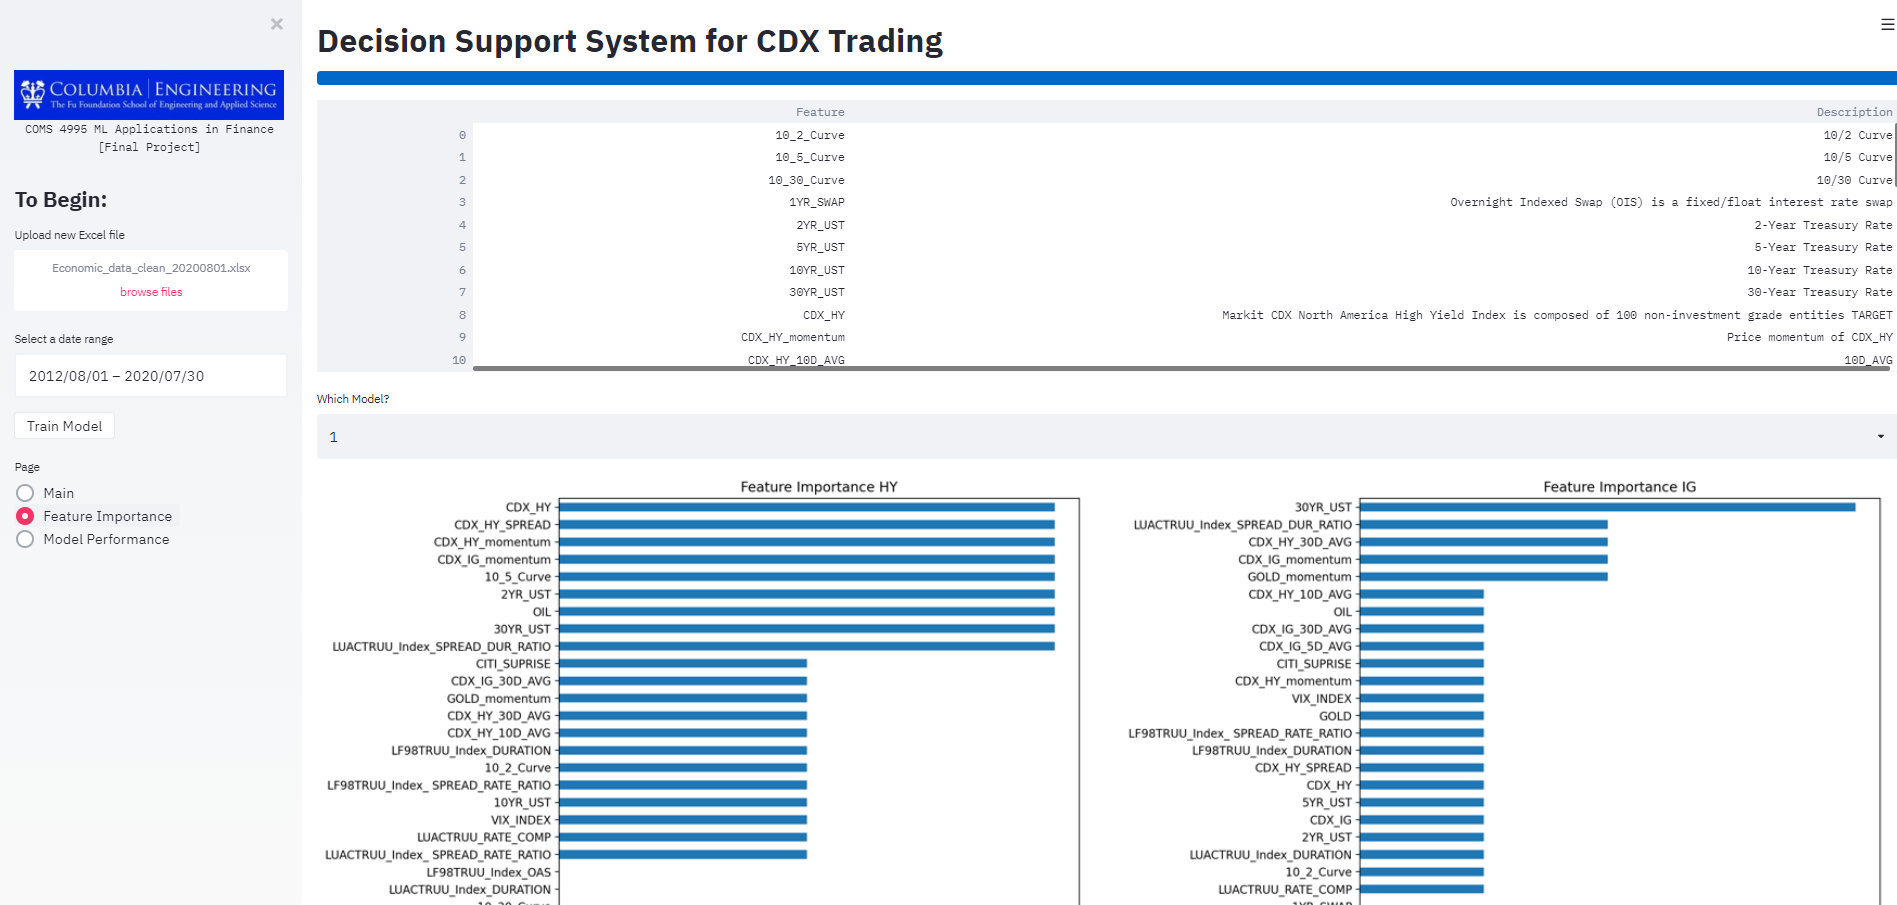 ×
COLUMBIA | ENGINEERING
The Fu Foundation School of Engineering and Applied Science
COMS 4995 ML Applications in Finance
[Final Project]
To Begin:
Upload new Excel file
Economic_data_clean_20200801.xlsx
browse files
Select a date range
2012/08/01 – 2020/07/30
Train Model
Page
Main
Feature Importance
Model Performance
Decision Support System for CDX Trading
Feature Description
0 10_2_Curve 10/2 Curve
1 10_5_Curve 10/5 Curve
2 10_30_Curve 10/30 Curve
3 1YR_SWAP Overnight Indexed Swap (OIS) is a fixed/float interest rate swap
4 2YR_UST 2-Year Treasury Rate
5 5YR_UST 5-Year Treasury Rate
6 10YR_UST 10-Year Treasury Rate
7 30YR_UST 30-Year Treasury Rate
8 CDX_HY Markit CDX North America High Yield Index is composed of 100 non-investment grade entities TARGET
9 CDX_HY_momentum Price momentum of CDX_HY
10 CDX_HY_10D_AVG 10D_AVG
Which Model?
1
Feature Importance HY
CDX_HY
CDX_HY_SPREAD
CDX_HY_momentum
CDX_IG_momentum
10_5_Curve
2YR_UST
OIL
30YR_UST
LUACTRUU_Index_SPREAD_DUR_RATIO
CITI_SUPRISE
CDX_IG_30D_AVG
GOLD_momentum
CDX_HY_30D_AVG
CDX_HY_10D_AVG
LF98TRUU_Index_DURATION
10_2_Curve
LF98TRUU_Index_ SPREAD_RATE_RATIO
10YR_UST
VIX_INDEX
LUACTRUU_RATE_COMP
LUACTRUU_Index_ SPREAD_RATE_RATIO
LF98TRUU_Index_OAS
LUACTRUU_Index_DURATION
10_30_Curve
Feature Importance IG
30YR_UST
LUACTRUU_Index_SPREAD_DUR_RATIO
CDX_HY_30D_AVG
CDX_IG_momentum
GOLD_momentum
CDX_HY_10D_AVG
OIL
CDX_IG_30D_AVG
CDX_IG_5D_AVG
CITI_SUPRISE
CDX_HY_momentum
VIX_INDEX
GOLD
LF98TRUU_Index_ SPREAD_RATE_RATIO
LF98TRUU_Index_DURATION
CDX_HY_SPREAD
CDX_HY
5YR_UST
CDX_IG
2YR_UST
LUACTRUU_Index_DURATION
10_2_Curve
LUACTRUU_RATE_COMP
1YR_SWAP